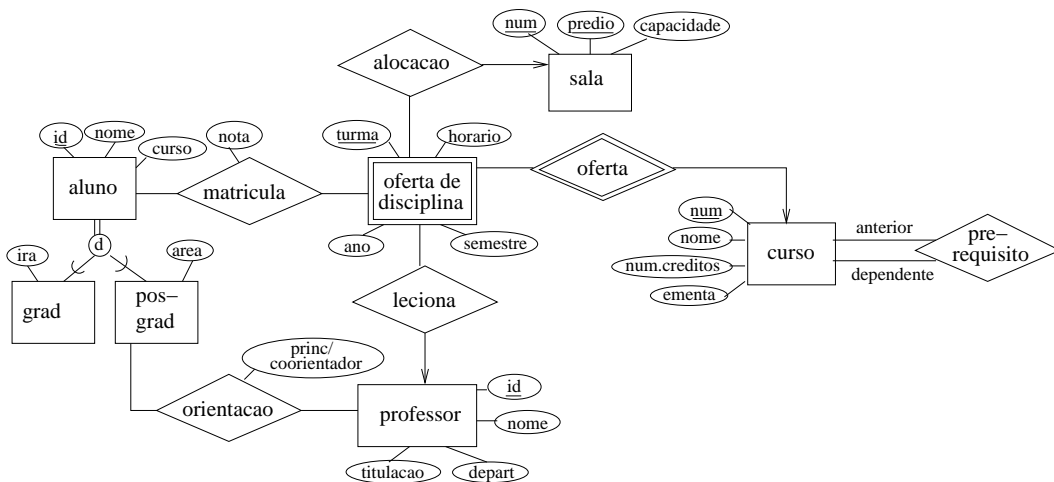 num
predio
capacidade
alocacao
sala
id
nome
curso
nota
turma
horario
aluno
matricula
oferta de
disciplina
oferta
ano
semestre
d
ira
area
grad
pos–
grad
leciona
num
nome
num.creditos
ementa
curso
anterior
dependente
pre–
requisito
princ/
coorientador
orientacao
professor
id
nome
titulacao
depart